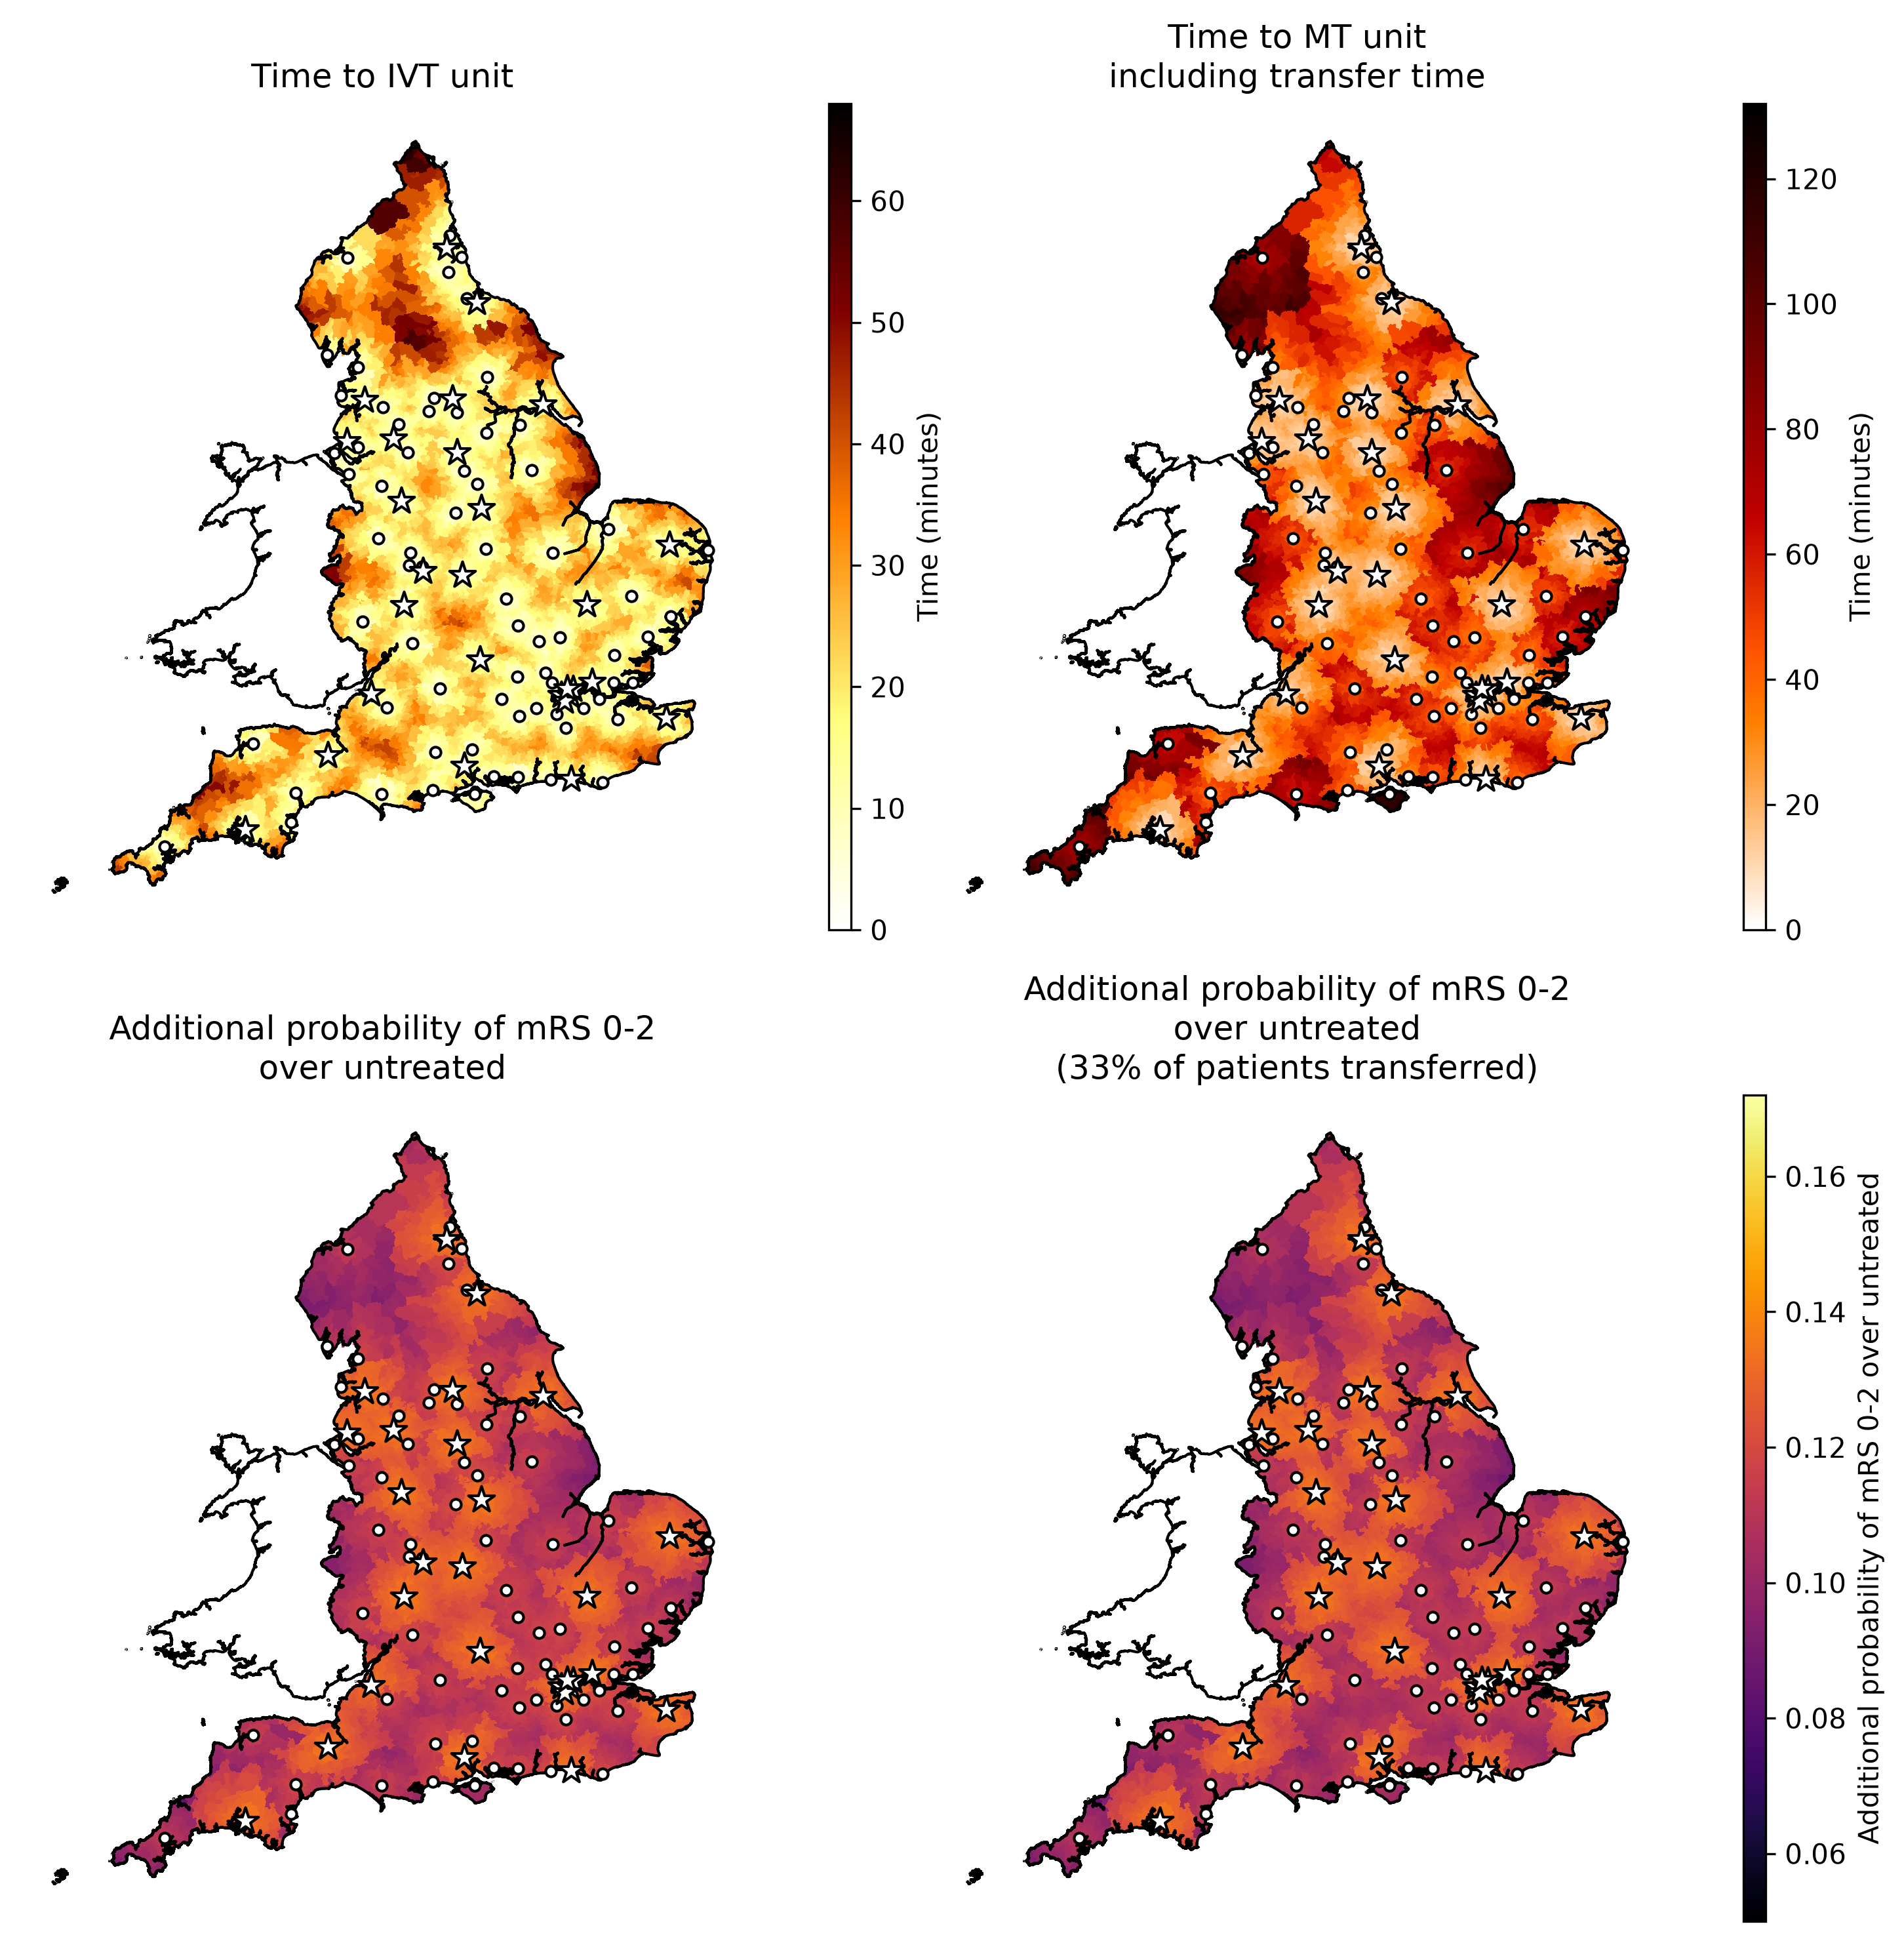 Time to IVT unit
60
50
40
30
20
10
0
Time (minutes)
Time to MT unit
including transfer time
120
100
80
60
40
20
0
Time (minutes)
Additional probability of mRS 0-2
over untreated
Additional probability of mRS 0-2
over untreated
(33% of patients transferred)
0.16
0.14
0.12
0.10
0.08
0.06
Additional probability of mRS 0-2 over untreated